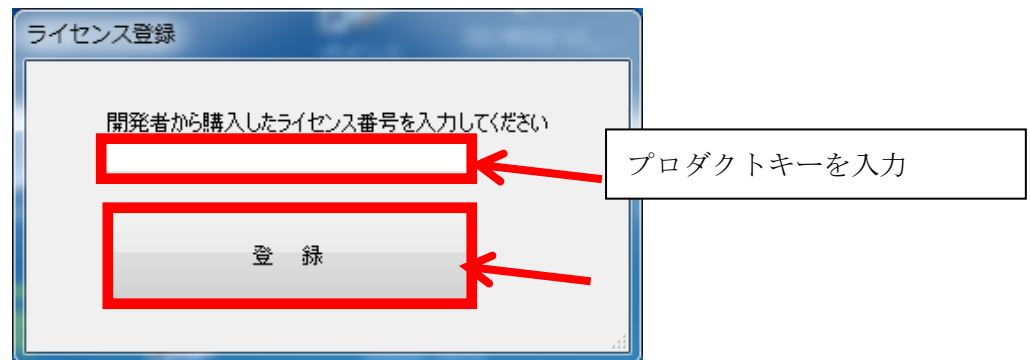 ライセンス登録
開発者から購入したライセンス番号を入力してください
プロダクトキーを入力
登　録